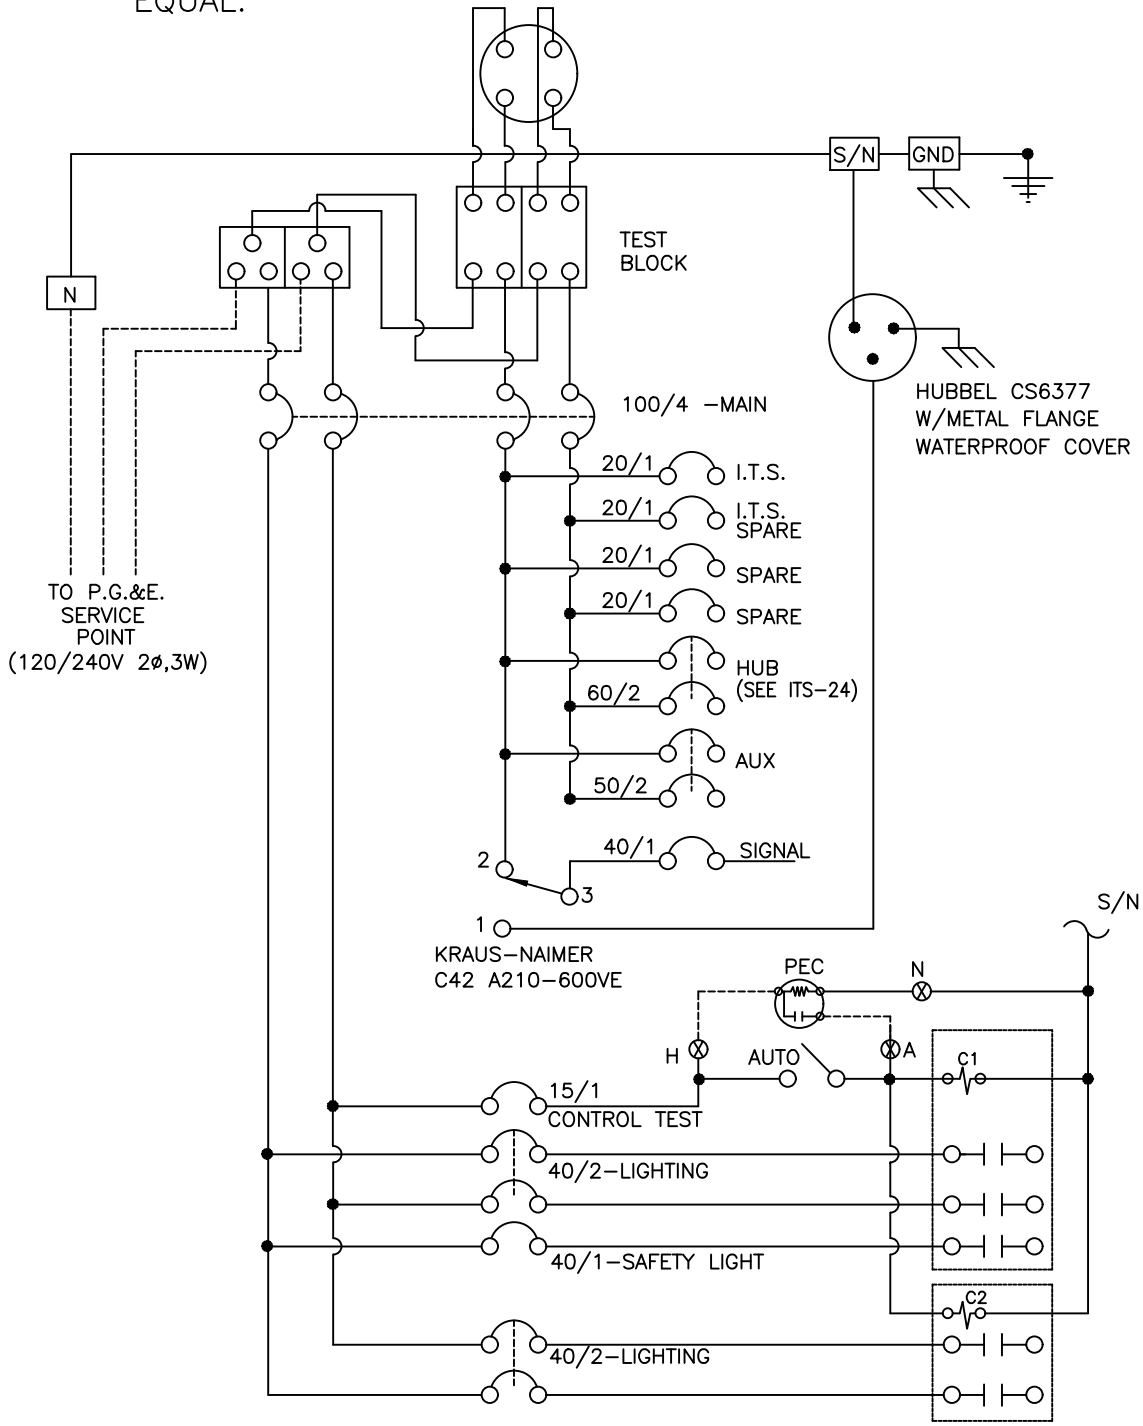 EQUAL.
S/N
GND
TEST
BLOCK
N
HUBBEL CS6377
W/METAL FLANGE
WATERPROOF COVER
100/4 -MAIN
20/1 I.T.S.
20/1 I.T.S.
SPARE
20/1 SPARE
20/1 SPARE
TO P.G.&E.
SERVICE
POINT
(120/240V 2ø,3W)
HUB
(SEE ITS-24)
60/2
AUX
50/2
40/1 SIGNAL
2
3
1
KRAUS-NAIMER
C42 A210-600VE
S/N
PEC
N
H
AUTO
A
C1
15/1
CONTROL TEST
40/2-LIGHTING
40/1-SAFETY LIGHT
C2
40/2-LIGHTING